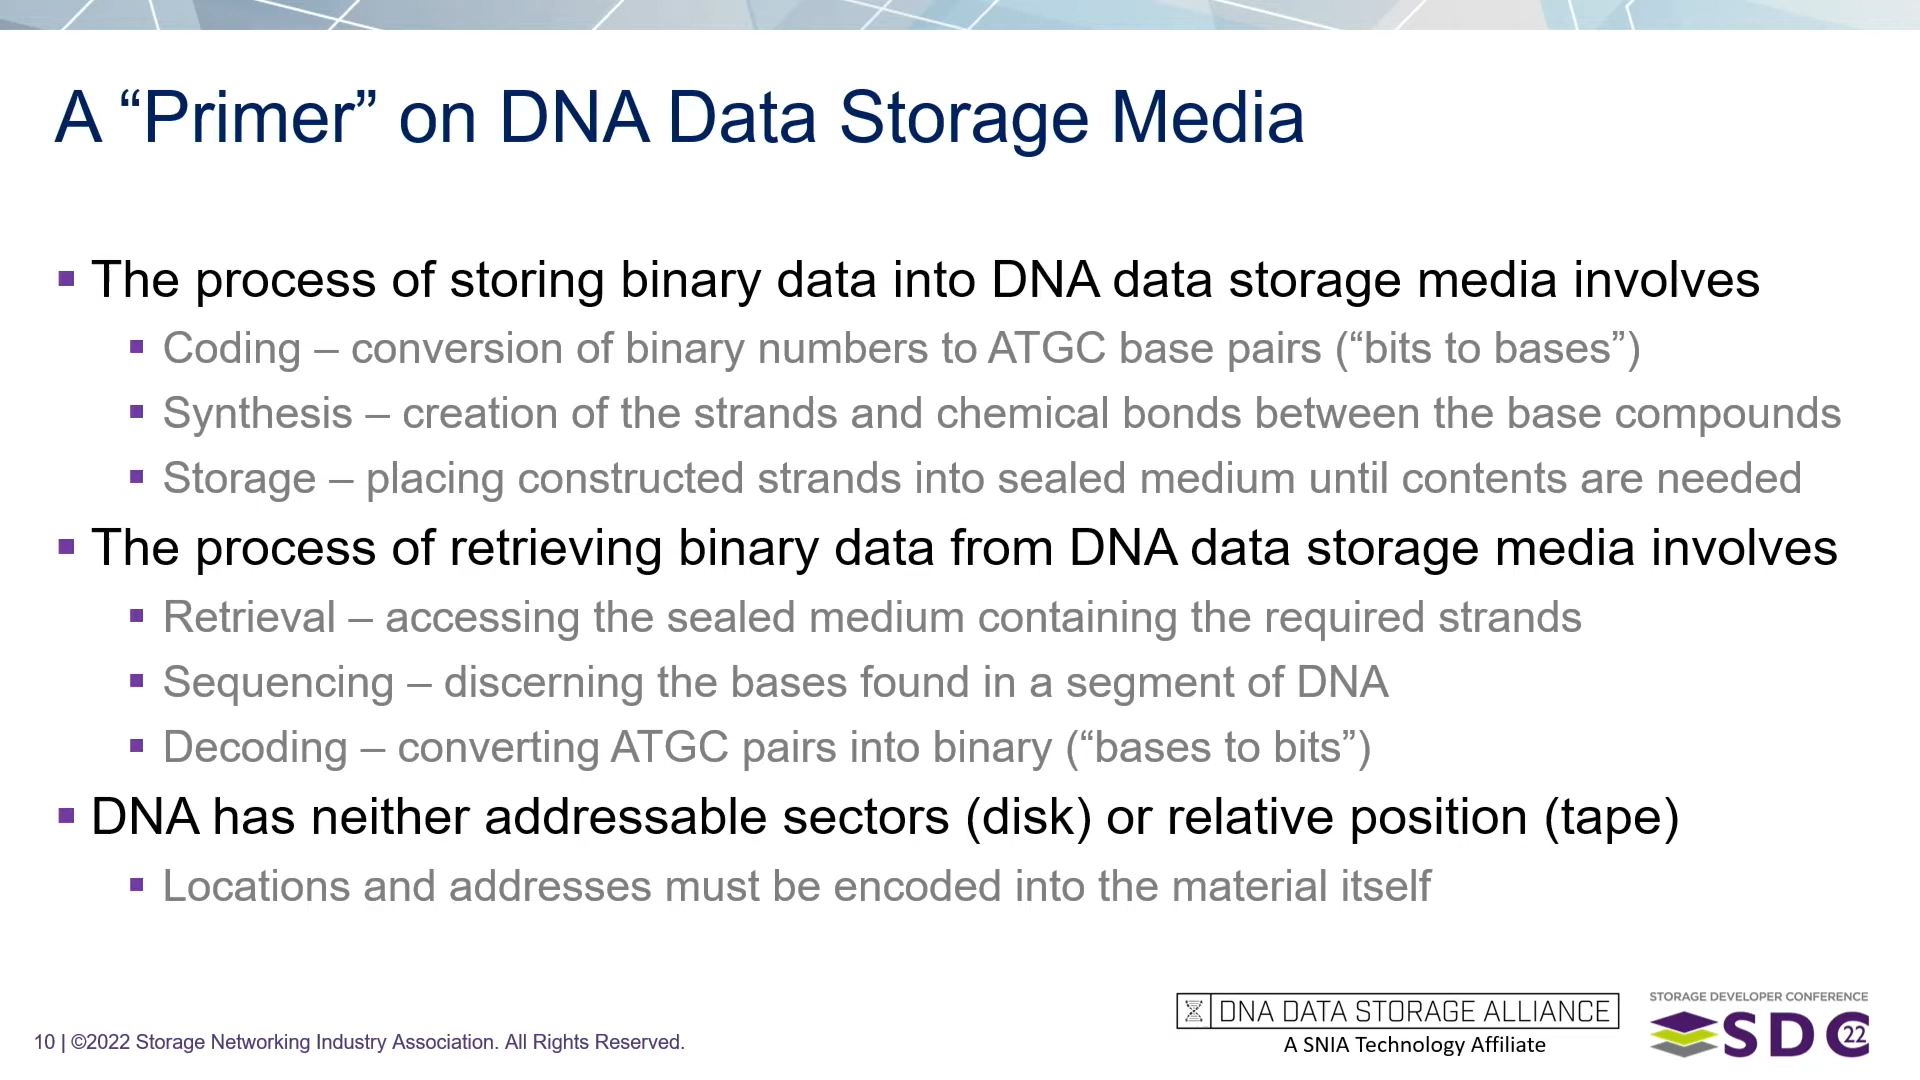 A “Primer” on DNA Data Storage Media
▪ The process of storing binary data into DNA data storage media involves
▪ Coding – conversion of binary numbers to ATGC base pairs (“bits to bases”)
▪ Synthesis – creation of the strands and chemical bonds between the base compounds
▪ Storage – placing constructed strands into sealed medium until contents are needed
▪ The process of retrieving binary data from DNA data storage media involves
▪ Retrieval – accessing the sealed medium containing the required strands
▪ Sequencing – discerning the bases found in a segment of DNA
▪ Decoding – converting ATGC pairs into binary (“bases to bits”)
▪ DNA has neither addressable sectors (disk) or relative position (tape)
▪ Locations and addresses must be encoded into the material itself
10 | ©2022 Storage Networking Industry Association. All Rights Reserved.
DNA DATA STORAGE ALLIANCE
A SNIA Technology Affiliate
STORAGE DEVELOPER CONFERENCE
SDC 22